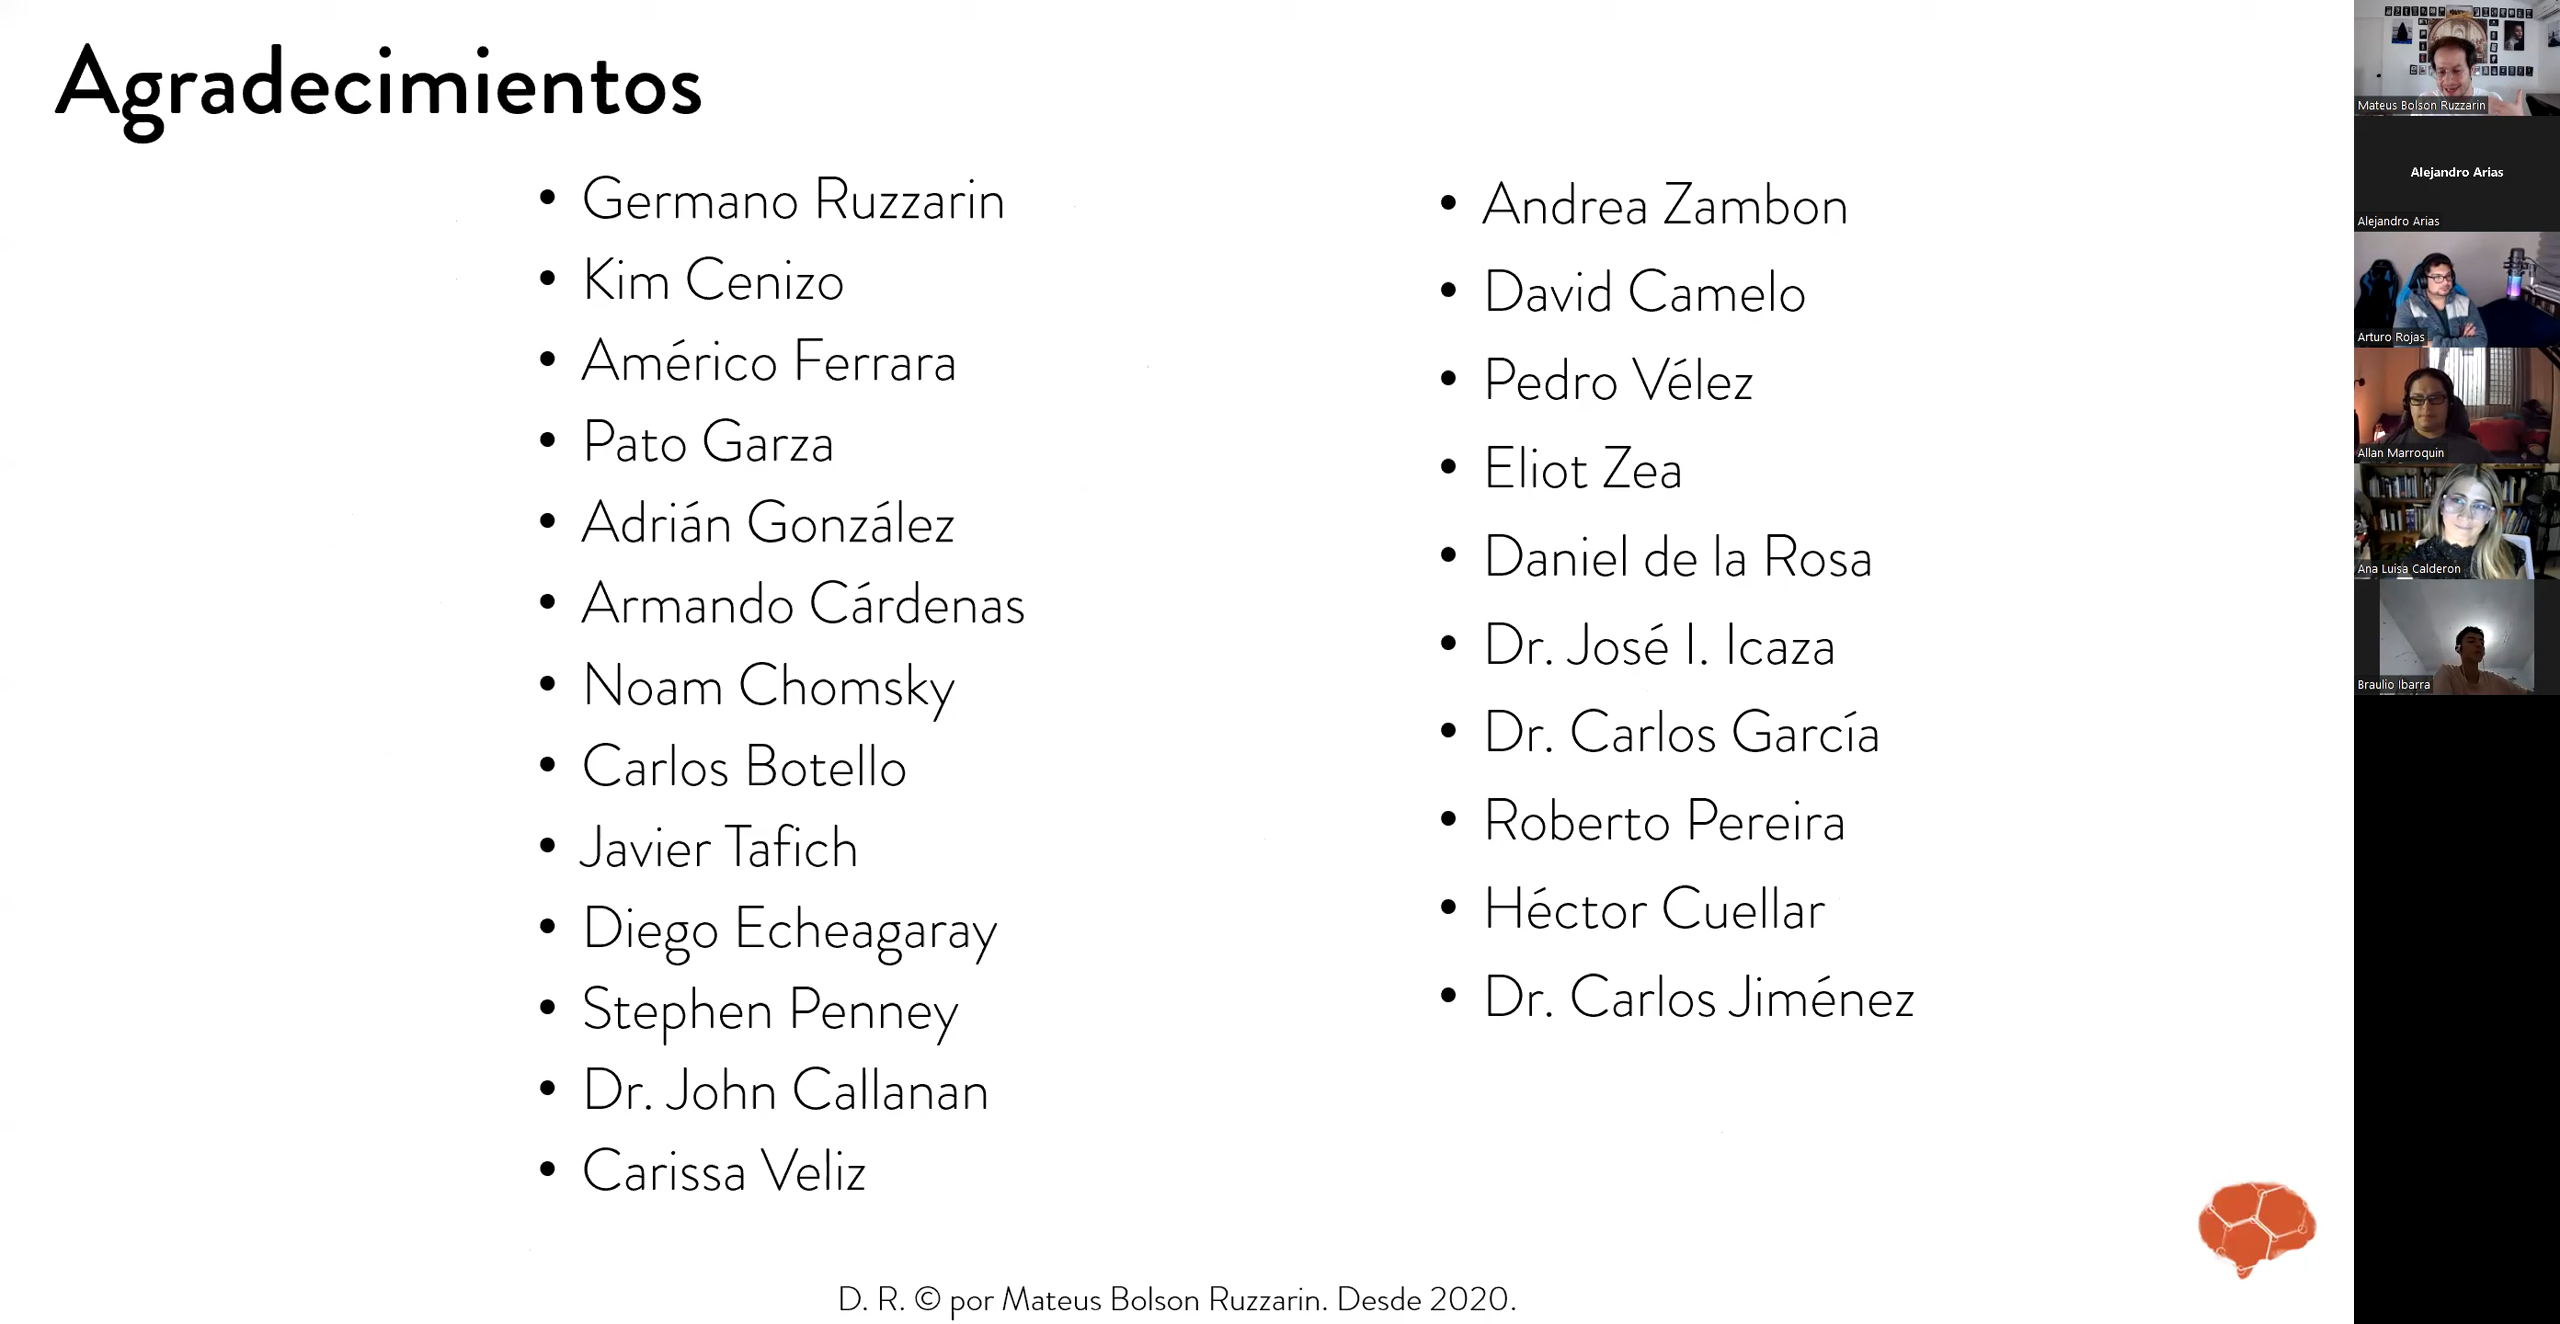 Agradecimientos
• Germano Ruzzarin
• Kim Cenizo
• Américo Ferrara
• Pato Garza
• Adrián González
• Armando Cárdenas
• Noam Chomsky
• Carlos Botello
• Javier Tafich
• Diego Echeagaray
• Stephen Penney
• Dr. John Callanan
• Carissa Veliz
• Andrea Zambon
• David Camelo
• Pedro Vélez
• Eliot Zea
• Daniel de la Rosa
• Dr. José I. Icaza
• Dr. Carlos García
• Roberto Pereira
• Héctor Cuellar
• Dr. Carlos Jiménez
D. R. © por Mateus Bolson Ruzzarin. Desde 2020.
Mateus Bolson Ruzzarin
Alejandro Arias
Alejandro Arias
Arturo Rojas
Allan Marroquin
Ana Luisa Calderon
Braulio Ibarra